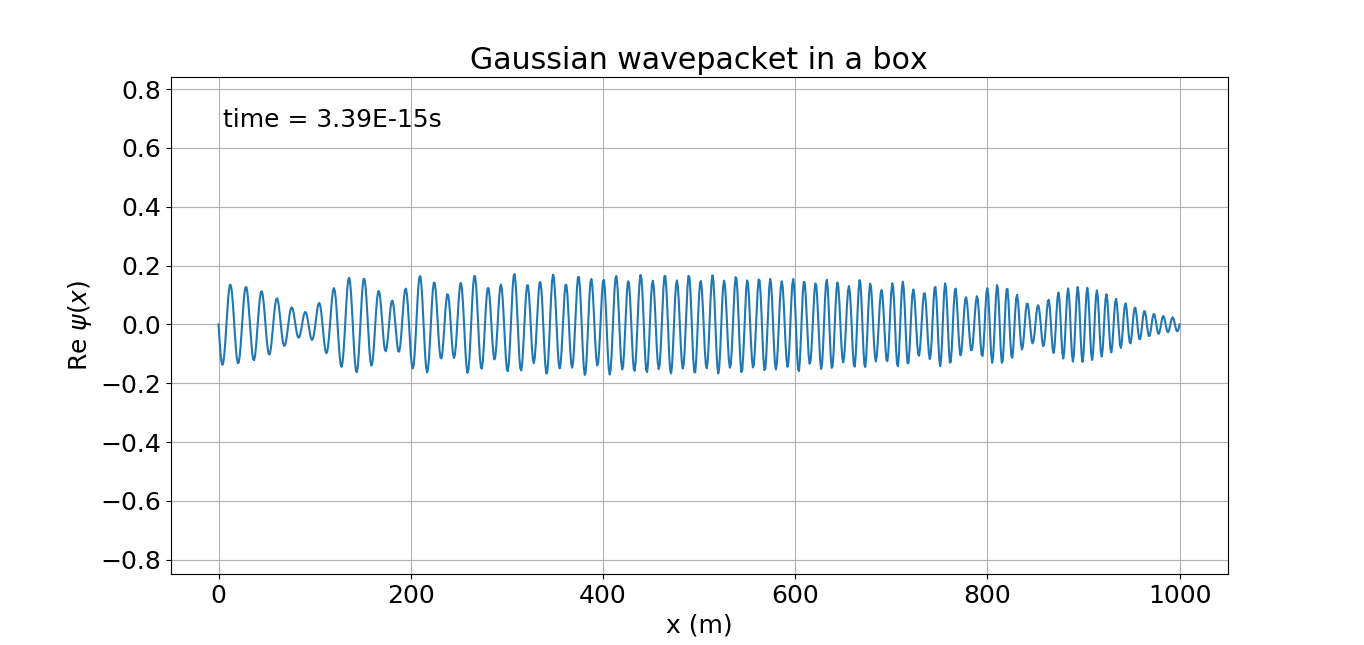 Gaussian wavepacket in a box
time = 3.39E-15s
Re ψ(x)
0.8
0.6
0.4
0.2
0.0
−0.2
−0.4
−0.6
−0.8
0 200 400 600 800 1000
x (m)